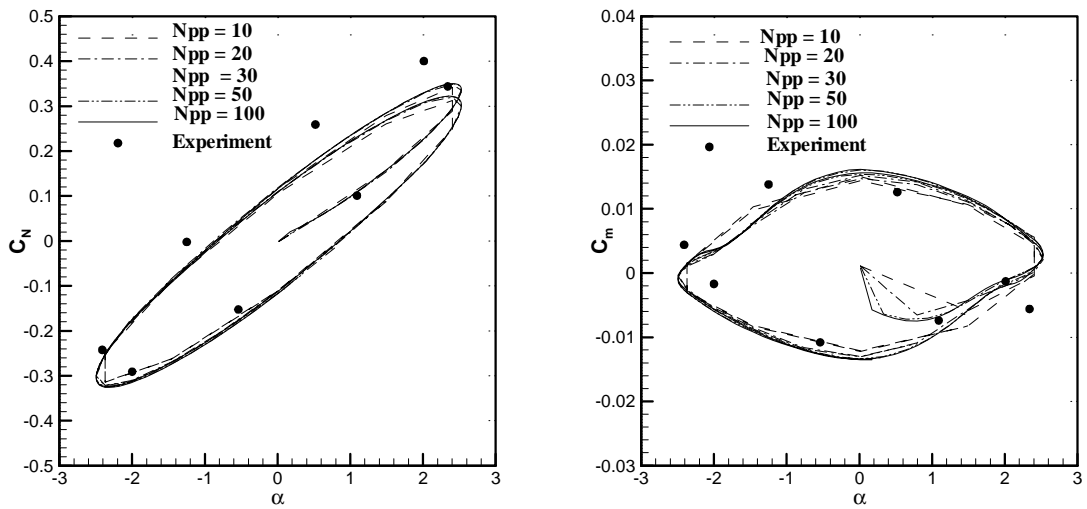 0.5
0.4
0.3
0.2
0.1
0
-0.1
-0.2
-0.3
-0.4
-0.5
C_N
Npp = 10
Npp = 20
Npp = 30
Npp = 50
Npp = 100
Experiment
-3 -2 -1 0 1 2 3
α
0.04
0.03
0.02
0.01
0
-0.01
-0.02
-0.03
C_m
Npp = 10
Npp = 20
Npp = 30
Npp = 50
Npp = 100
Experiment
-3 -2 -1 0 1 2 3
α